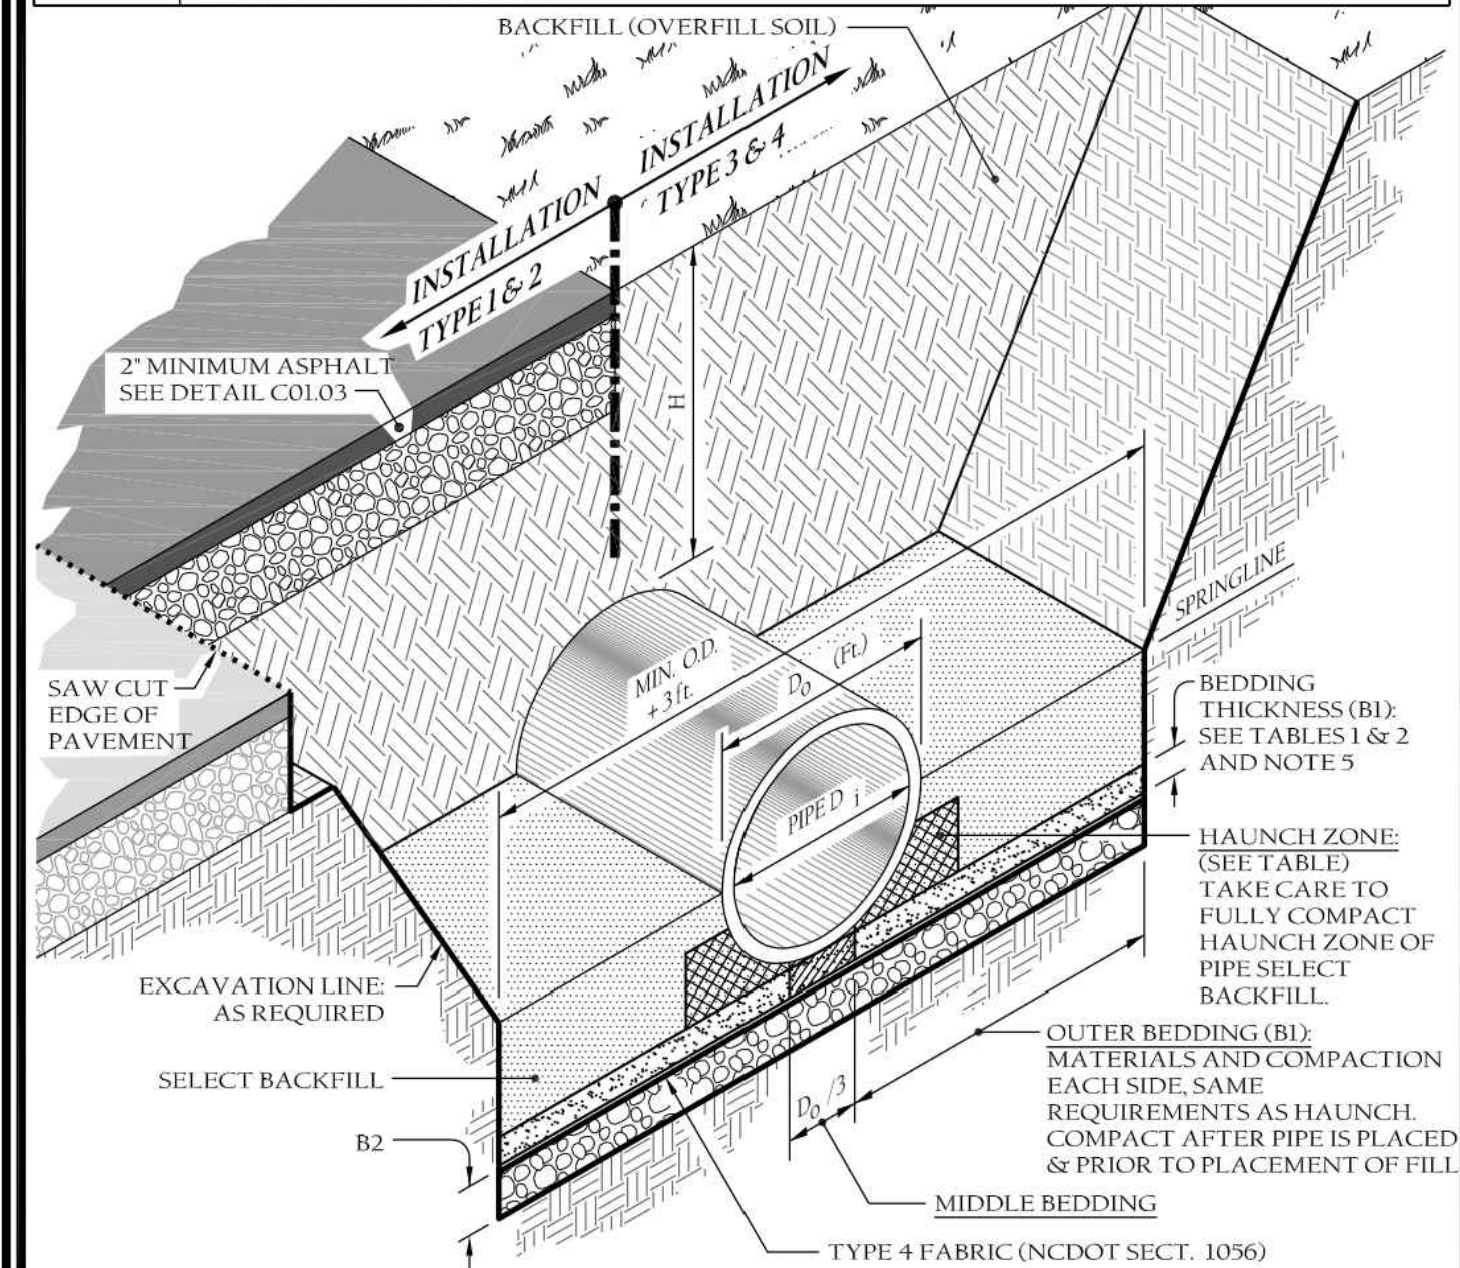 BACKFILL (OVERFILL SOIL)
INSTALLATION
TYPE 3 & 4
INSTALLATION
TYPE 1 & 2
2" MINIMUM ASPHALT
SEE DETAIL C01.03
H
SPRINGLINE
MIN. O.D.
+3 ft.
Do (Ft.)
PIPE D i
SAW CUT
EDGE OF
PAVEMENT
BEDDING
THICKNESS (B1):
SEE TABLES 1 & 2
AND NOTE 5
HAUNCH ZONE:
(SEE TABLE)
TAKE CARE TO
FULLY COMPACT
HAUNCH ZONE OF
PIPE SELECT
BACKFILL.
EXCAVATION LINE:
AS REQUIRED
SELECT BACKFILL
B2
Do /3
OUTER BEDDING (B1):
MATERIALS AND COMPACTION
EACH SIDE, SAME
REQUIREMENTS AS HAUNCH.
COMPACT AFTER PIPE IS PLACED
& PRIOR TO PLACEMENT OF FILL
MIDDLE BEDDING
TYPE 4 FABRIC (NCDOT SECT. 1056)